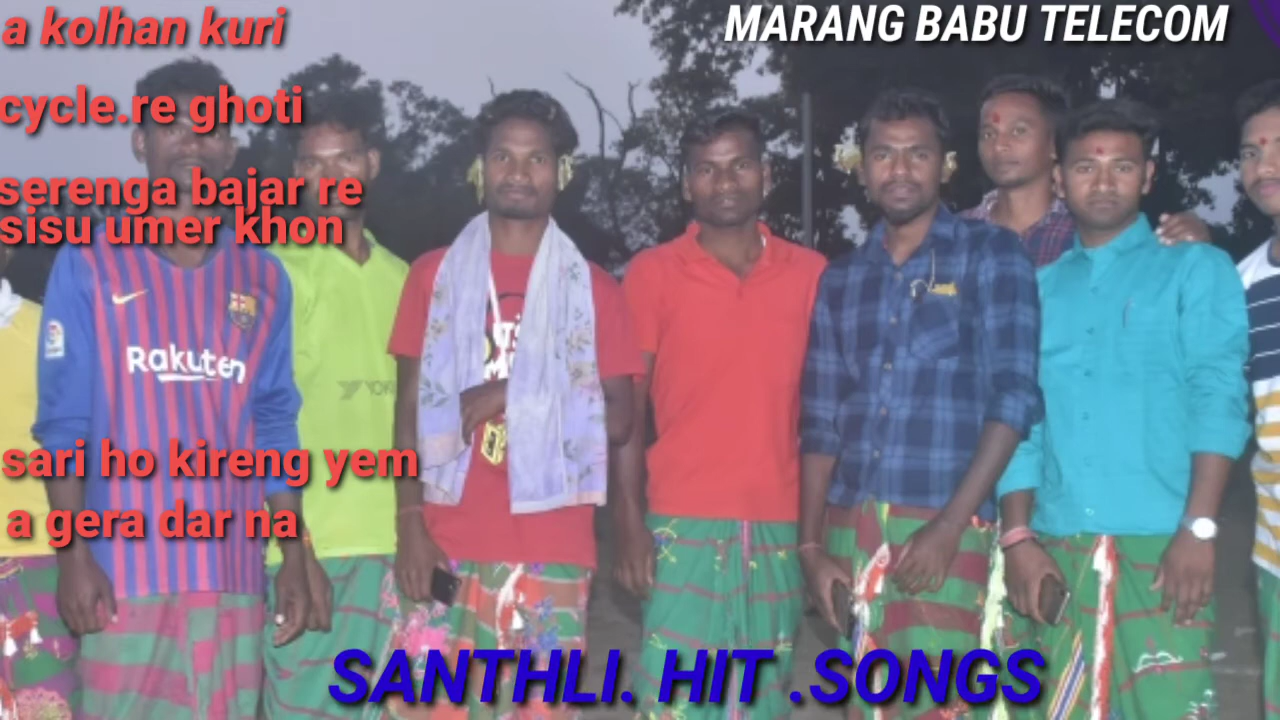 a kolhan kuri
MARANG BABU TELECOM
cycle.re ghoti
serenga bajar re
sisu umer khon
Rakuten
sari ho kireng yem
a gera dar na
SANTHLI. HIT .SONGS